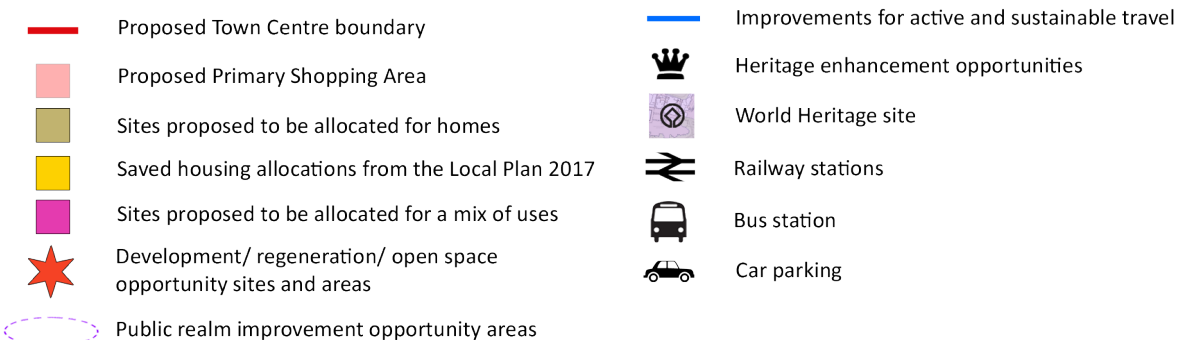 Proposed Town Centre boundary
Proposed Primary Shopping Area
Sites proposed to be allocated for homes
Saved housing allocations from the Local Plan 2017
Sites proposed to be allocated for a mix of uses
Development/ regeneration/ open space
opportunity sites and areas
Public realm improvement opportunity areas
Improvements for active and sustainable travel
Heritage enhancement opportunities
World Heritage site
Railway stations
Bus station
Car parking